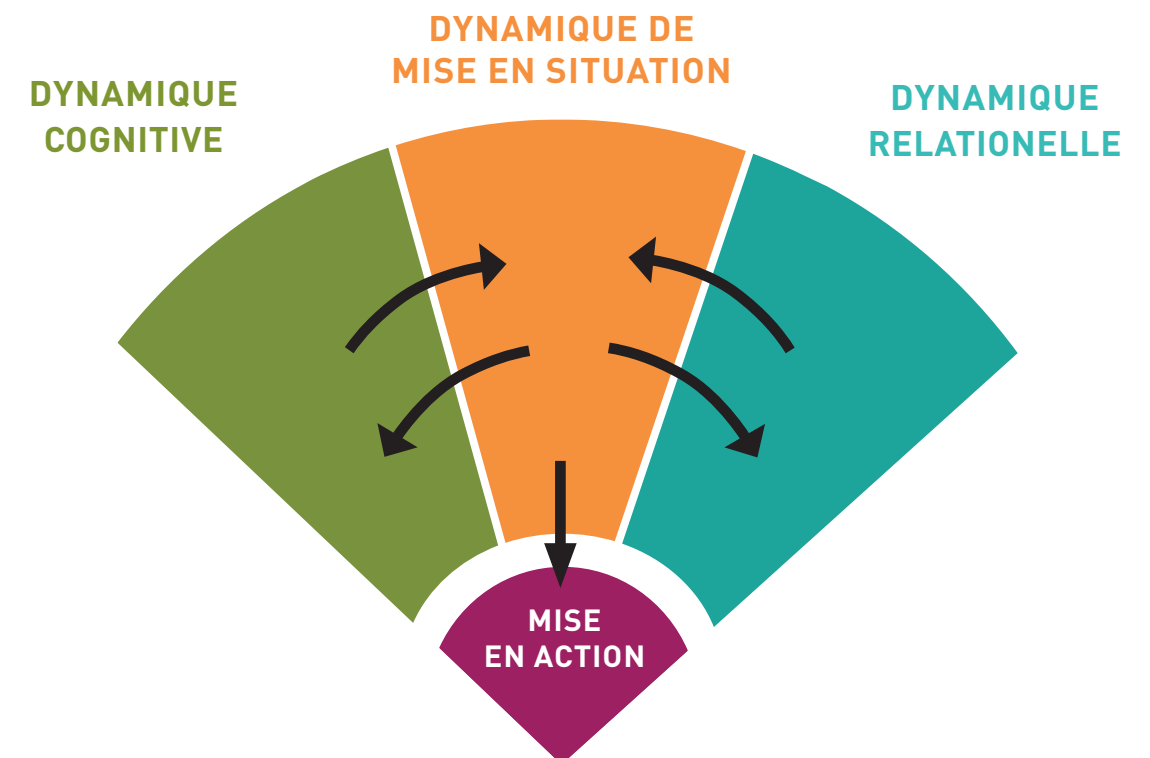 DYNAMIQUE DE
MISE EN SITUATION
DYNAMIQUE
COGNITIVE
DYNAMIQUE
RELATIONELLE
MISE
EN ACTION